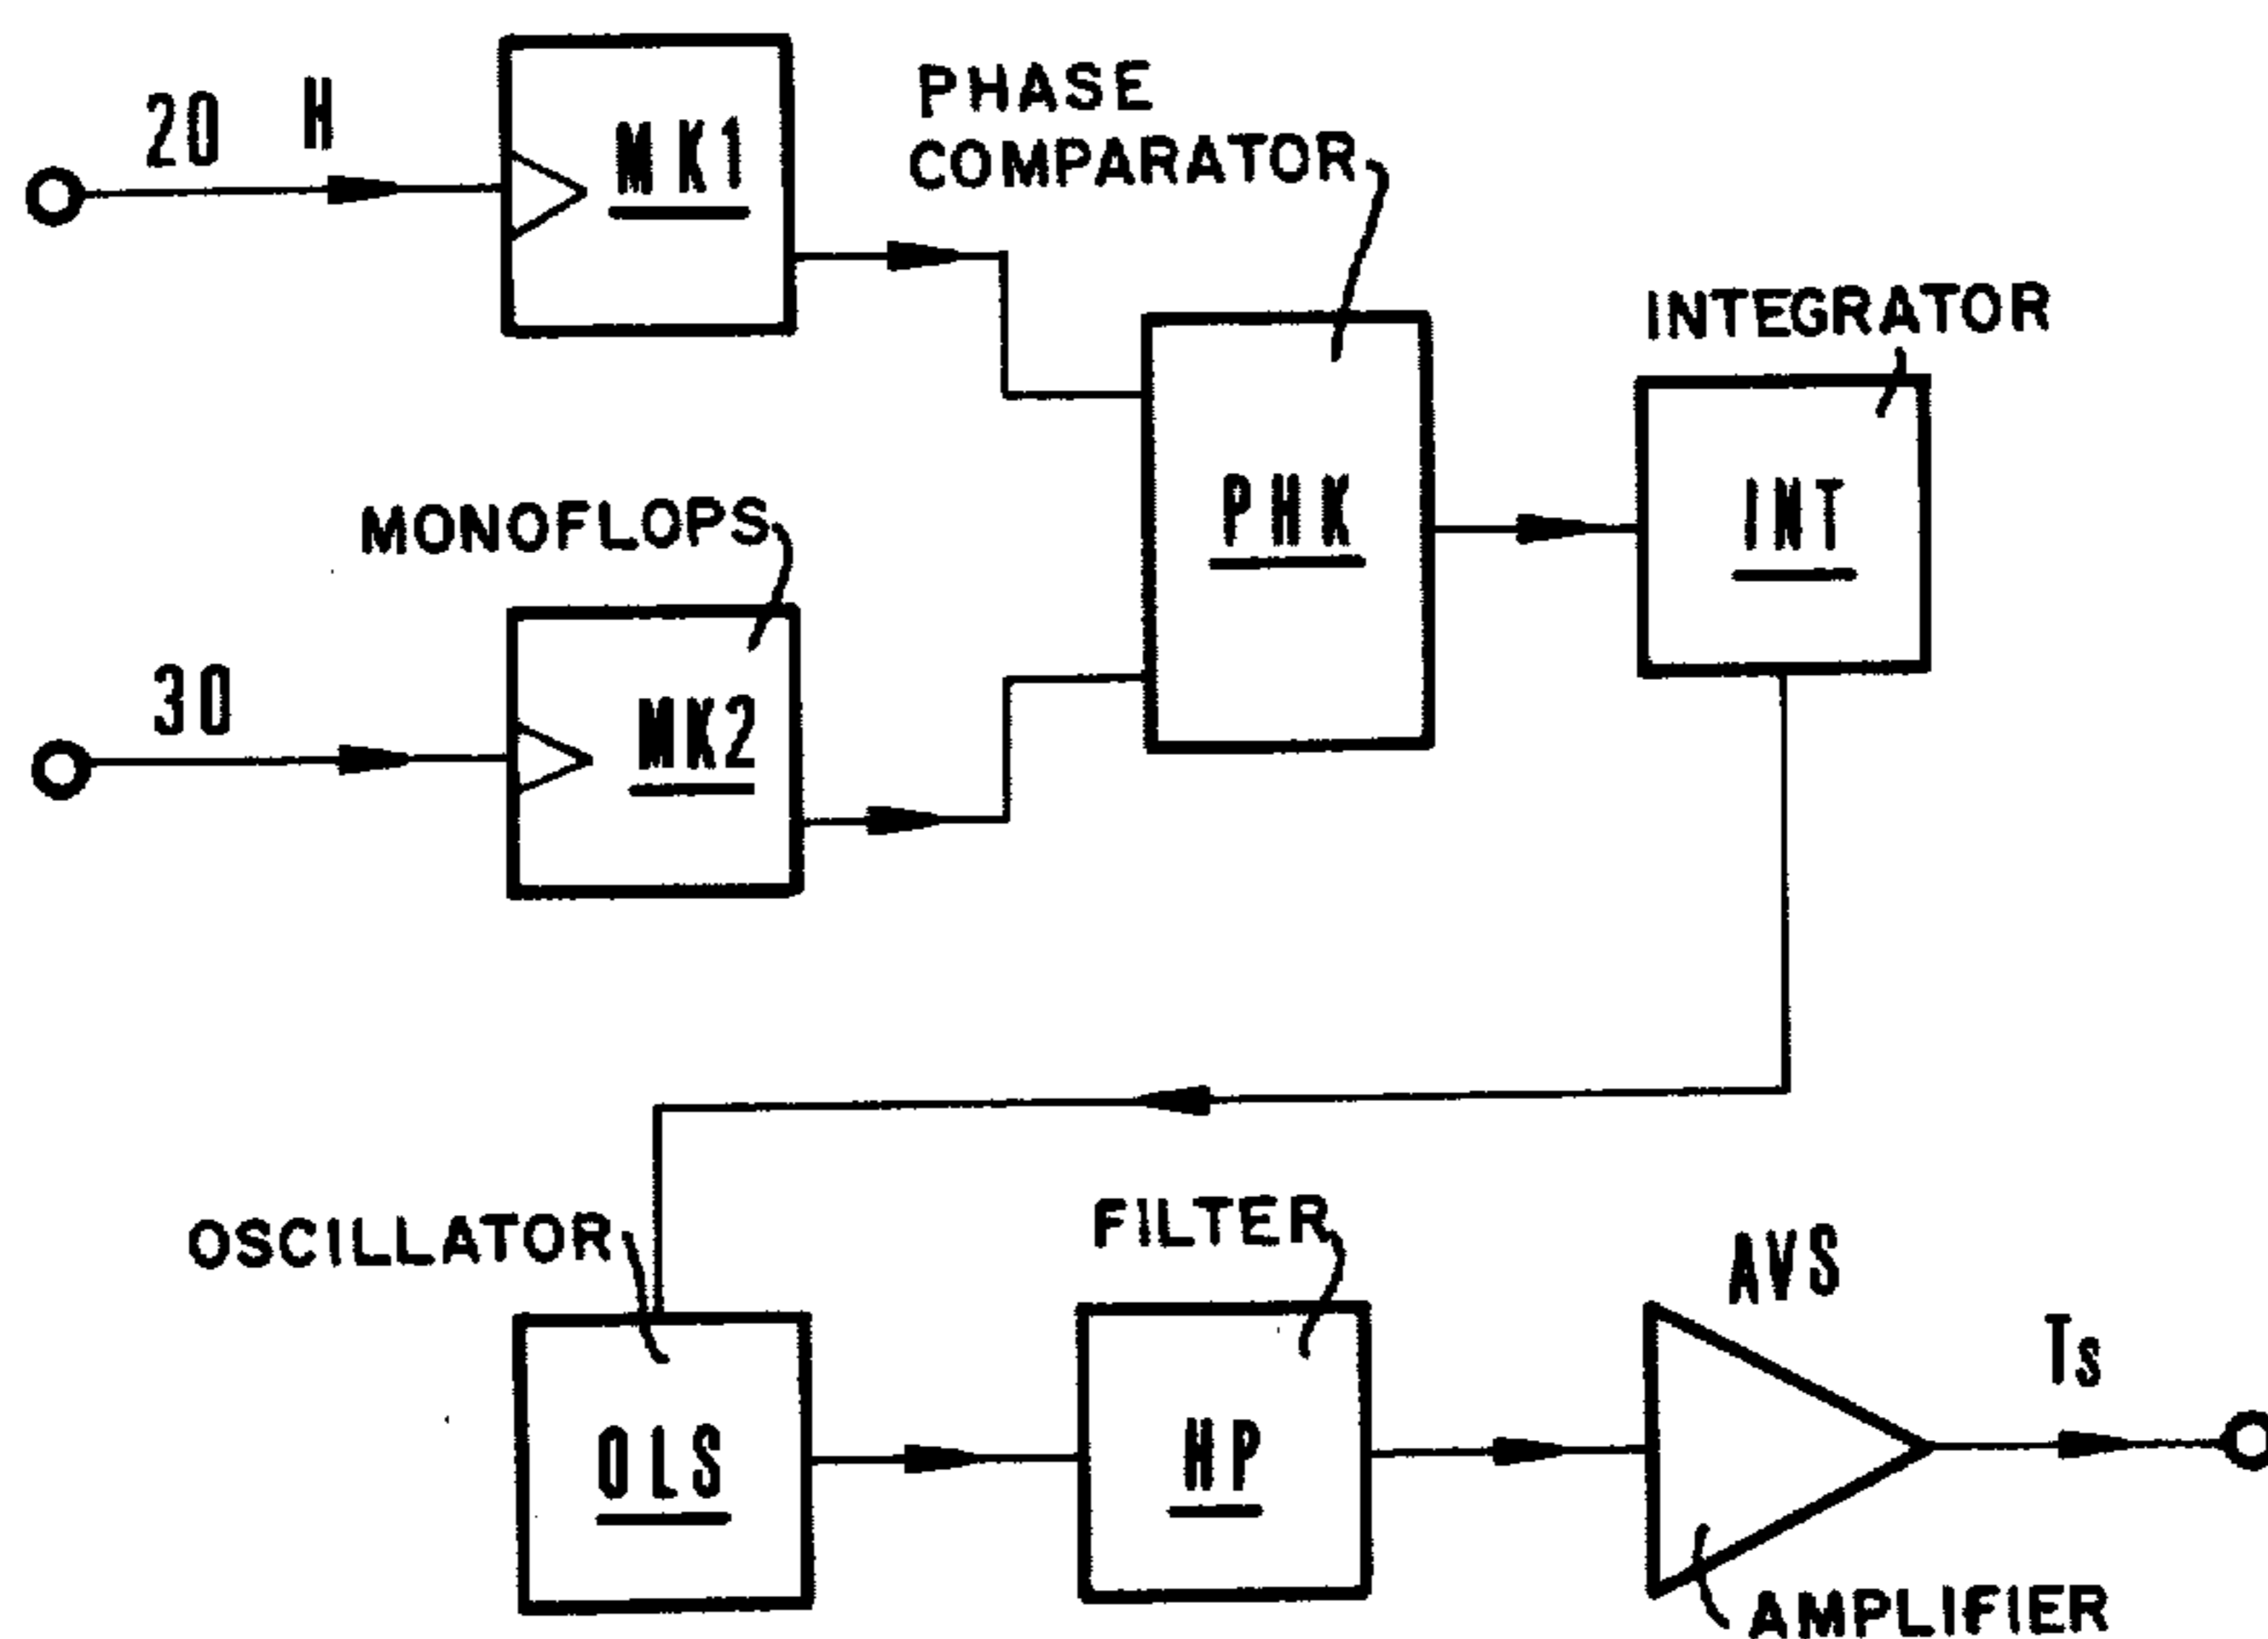 20 H
MK1
PHASE
COMPARATOR
INTEGRATOR
PHK
INT
MONOFLOPS
30
MK2
OSCILLATOR
FILTER
AVS
Ts
OLS
HP
AMPLIFIER